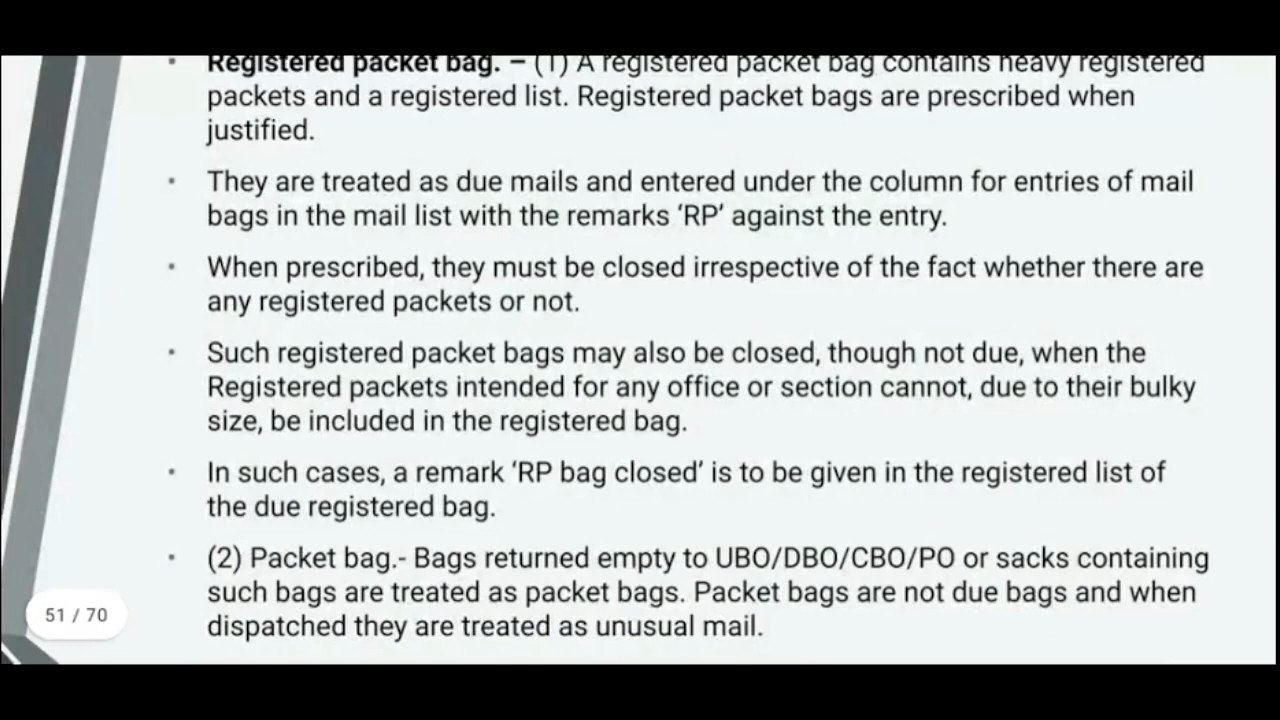 Registered packet bag. – (1) A registered packet bag contains heavy registered
packets and a registered list. Registered packet bags are prescribed when
justified.
They are treated as due mails and entered under the column for entries of mail
bags in the mail list with the remarks ‘RP’ against the entry.
When prescribed, they must be closed irrespective of the fact whether there are
any registered packets or not.
Such registered packet bags may also be closed, though not due, when the
Registered packets intended for any office or section cannot, due to their bulky
size, be included in the registered bag.
In such cases, a remark ‘RP bag closed’ is to be given in the registered list of
the due registered bag.
(2) Packet bag.- Bags returned empty to UBO/DBO/CBO/PO or sacks containing
such bags are treated as packet bags. Packet bags are not due bags and when
dispatched they are treated as unusual mail.
51 / 70